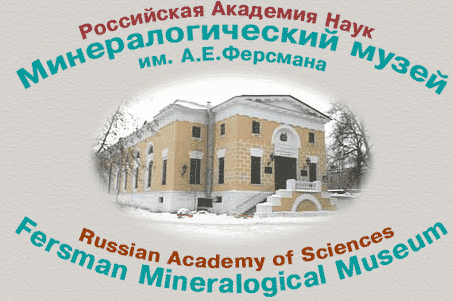 Российская Академия Наук
Минералогический музей
им. А.Е.Ферсмана
Russian Academy of Sciences
Fersman Mineralogical Museum